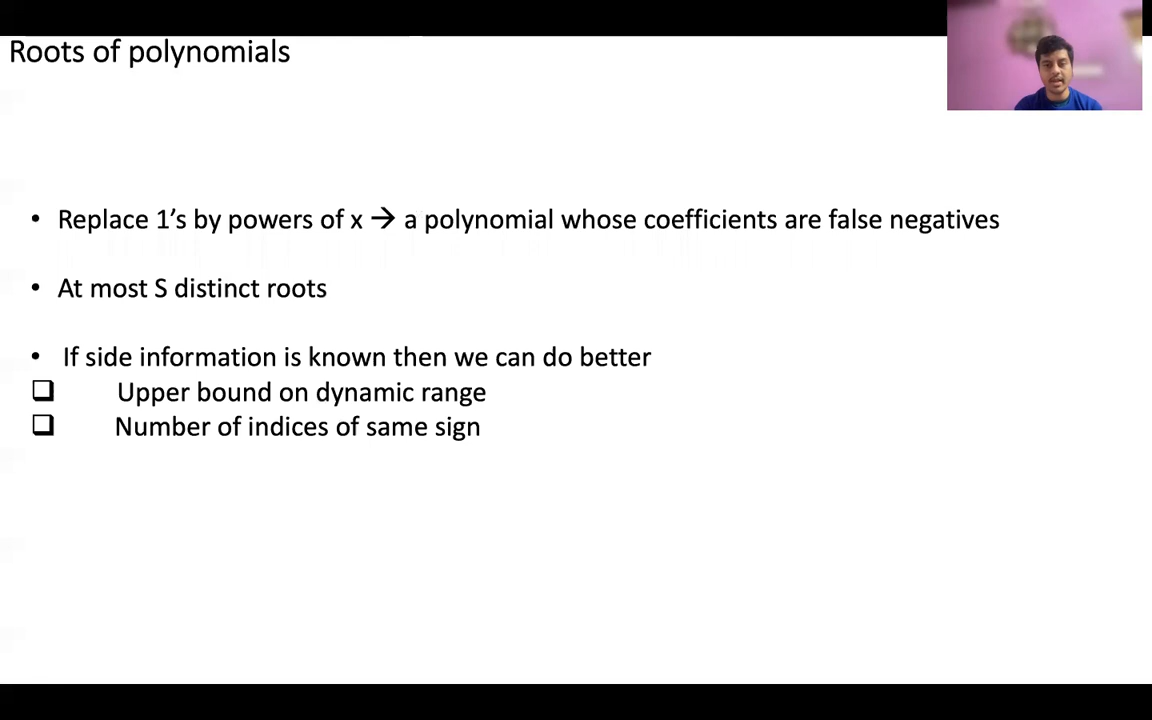 Roots of polynomials
• Replace 1’s by powers of x → a polynomial whose coefficients are false negatives
• At most S distinct roots
• If side information is known then we can do better
❑ Upper bound on dynamic range
❑ Number of indices of same sign